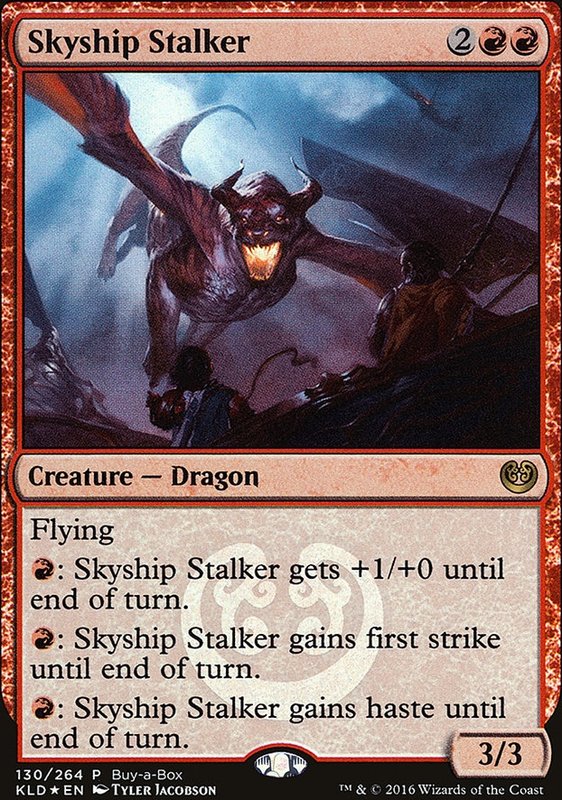 Skyship Stalker 2
Creature — Dragon
Flying
: Skyship Stalker gets +1/+0 until
end of turn.
: Skyship Stalker gains first strike
until end of turn.
: Skyship Stalker gains haste until
end of turn.
3/3
130/264 P Buy-a-Box
KLD ★ EN Tyler Jacobson ™ & © 2016 Wizards of the Coast